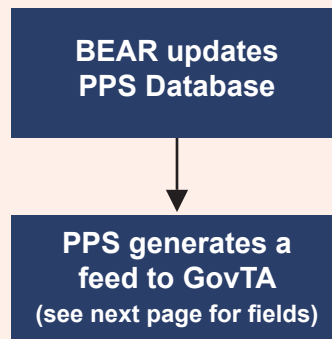 BEAR updates
PPS Database
PPS generates a
feed to GovTA
(see next page for fields)